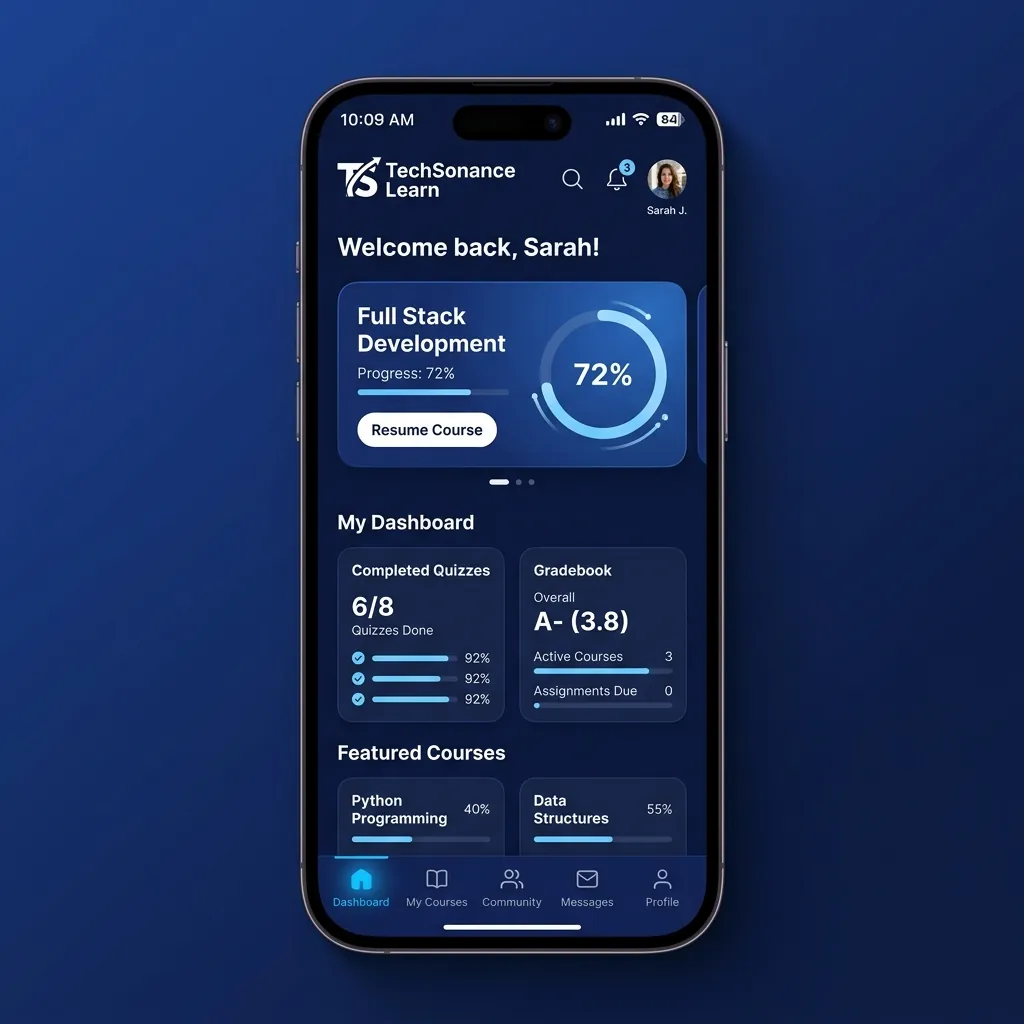 10:09 AM
84
TS
TechSonance
Learn
3
Sarah J.
Welcome back, Sarah!
Full Stack
Development
Progress: 72%
Resume Course
72%
My Dashboard
Completed Quizzes
6/8
Quizzes Done
92%
92%
92%
Gradebook
Overall
A- (3.8)
Active Courses 3
Assignments Due 0
Featured Courses
Python
Programming
40%
Data
Structures
55%
Dashboard
My Courses
Community
Messages
Profile